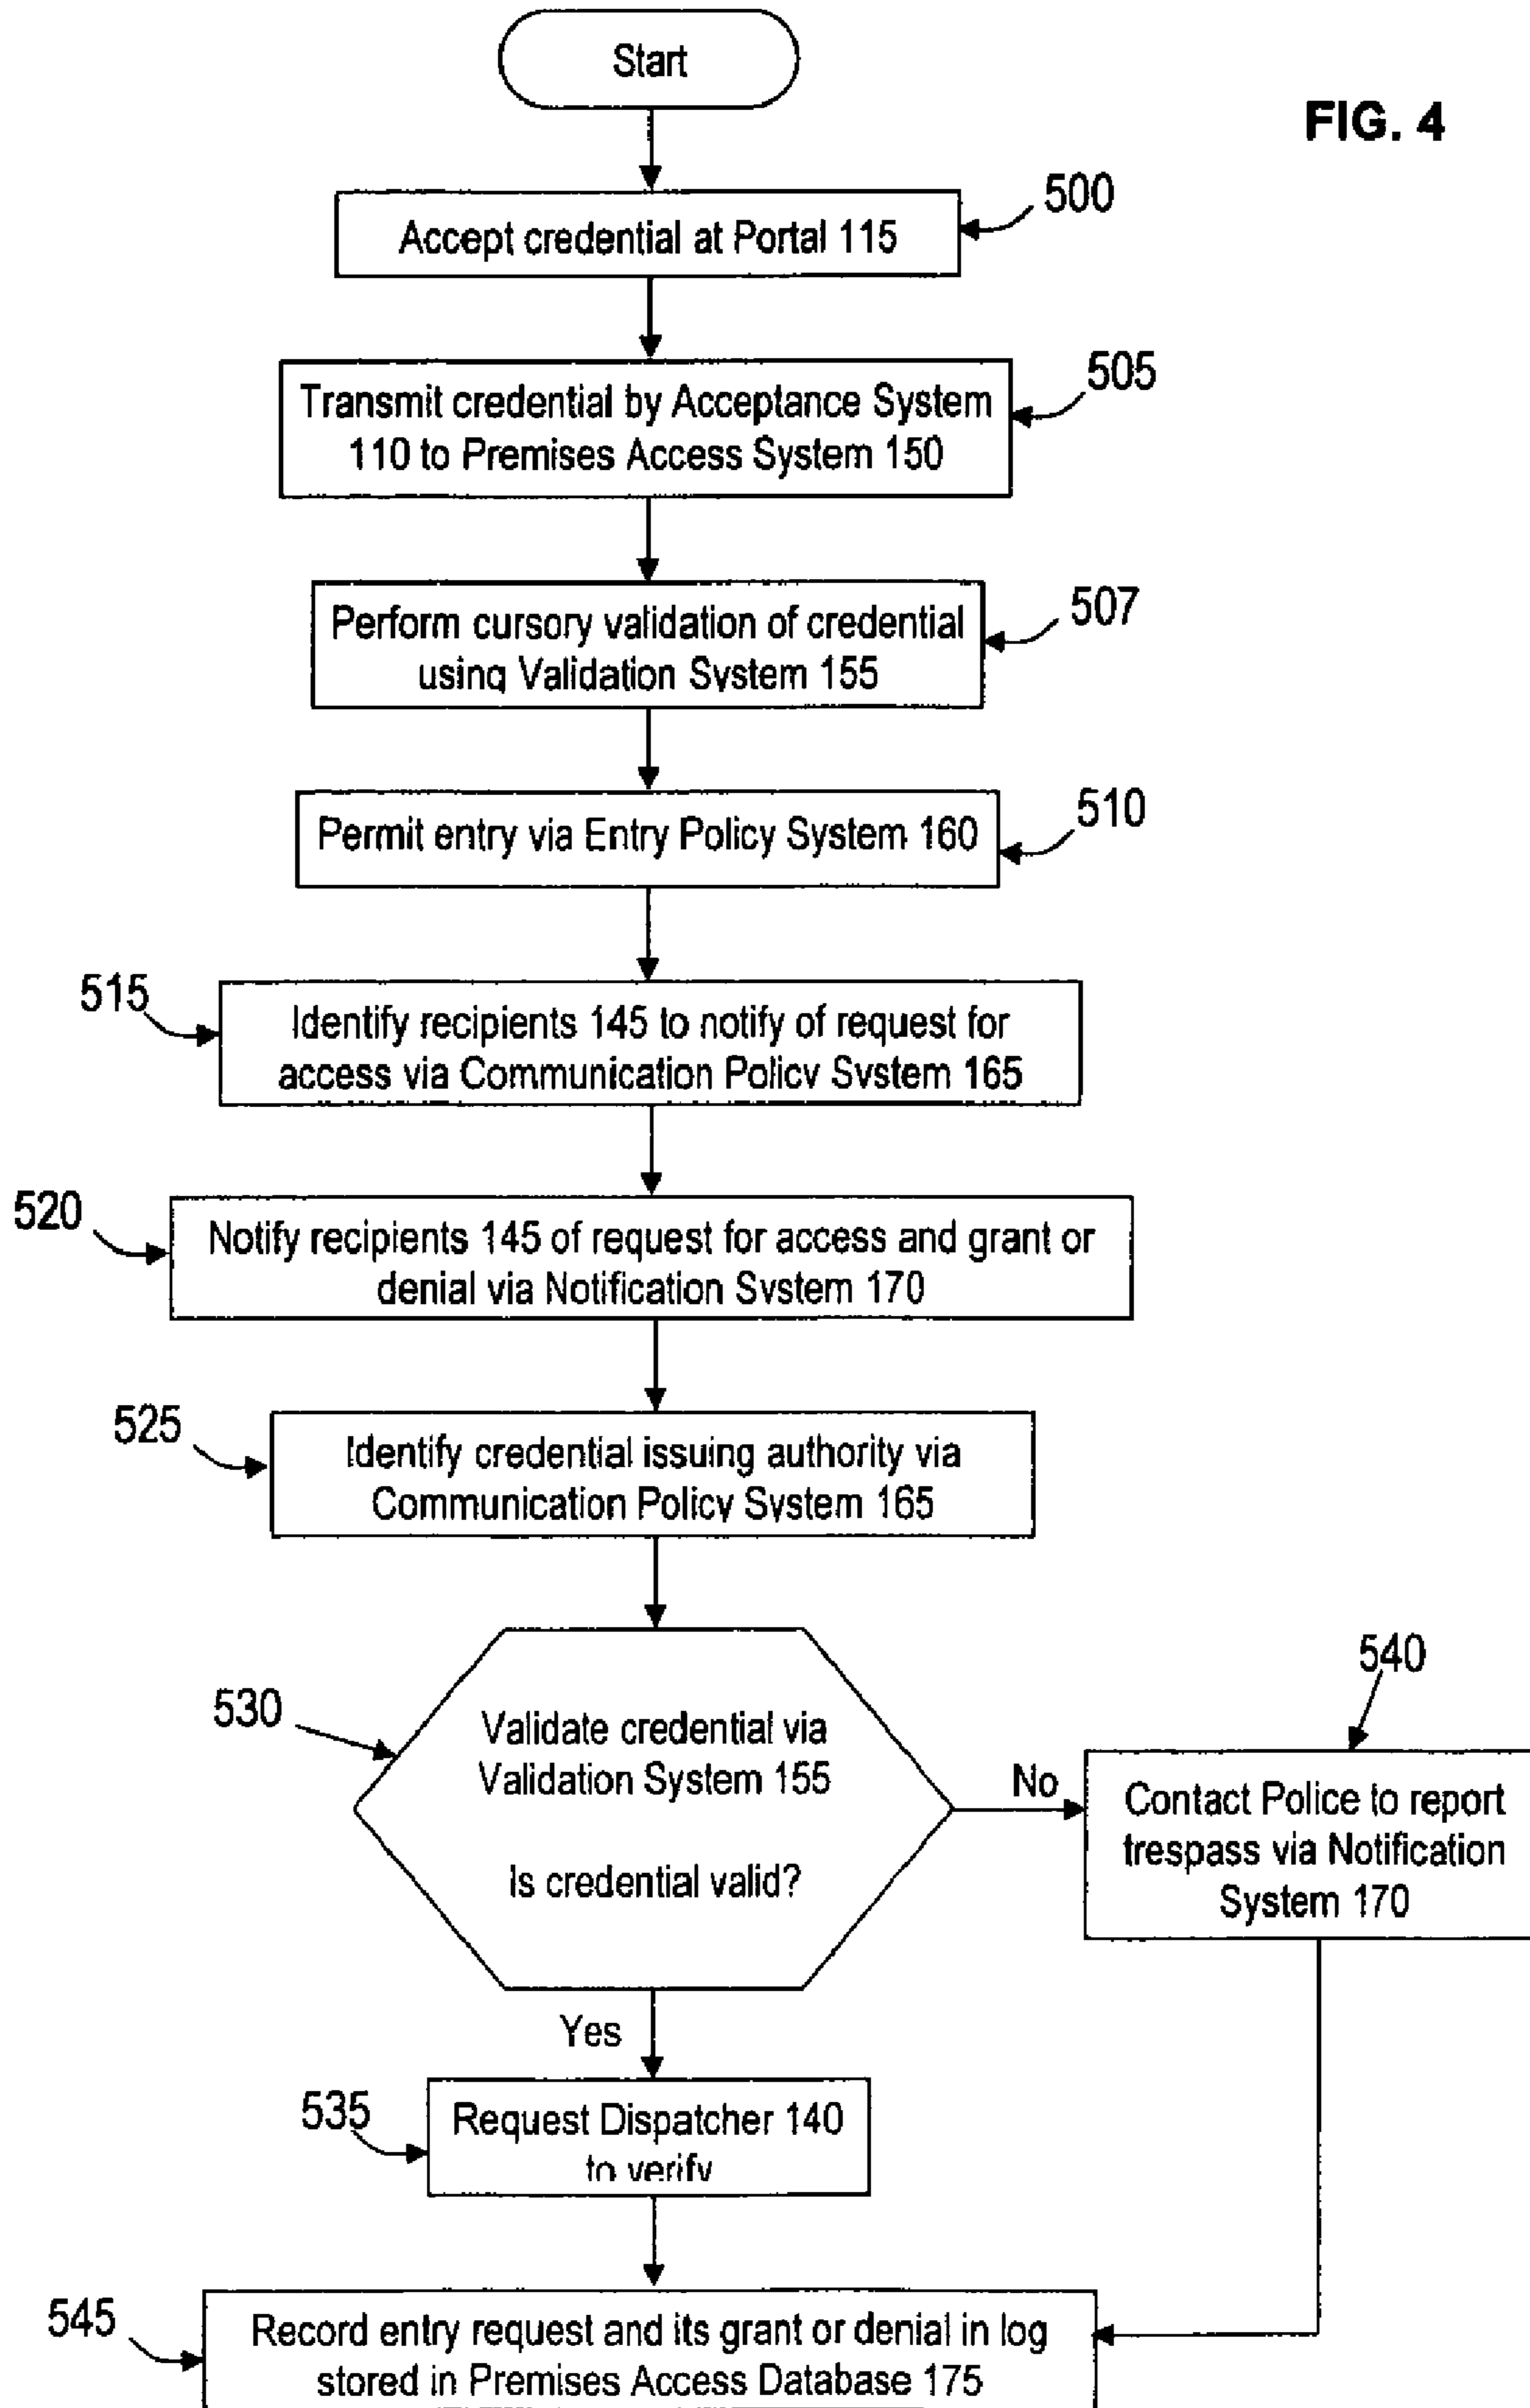 Start
FIG. 4
Accept credential at Portal 115
500
Transmit credential by Acceptance System
110 to Premises Access System 150
505
Perform cursory validation of credential
using Validation System 155
507
Permit entry via Entry Policy System 160
510
515
Identify recipients 145 to notify of request for
access via Communication Policy System 165
520
Notify recipients 145 of request for access and grant or
denial via Notification System 170
525
Identify credential issuing authority via
Communication Policy System 165
530
Validate credential via
Validation System 155
Is credential valid?
No
540
Contact Police to report
trespass via Notification
System 170
Yes
535
Request Dispatcher 140
to verify
545
Record entry request and its grant or denial in log
stored in Premises Access Database 175